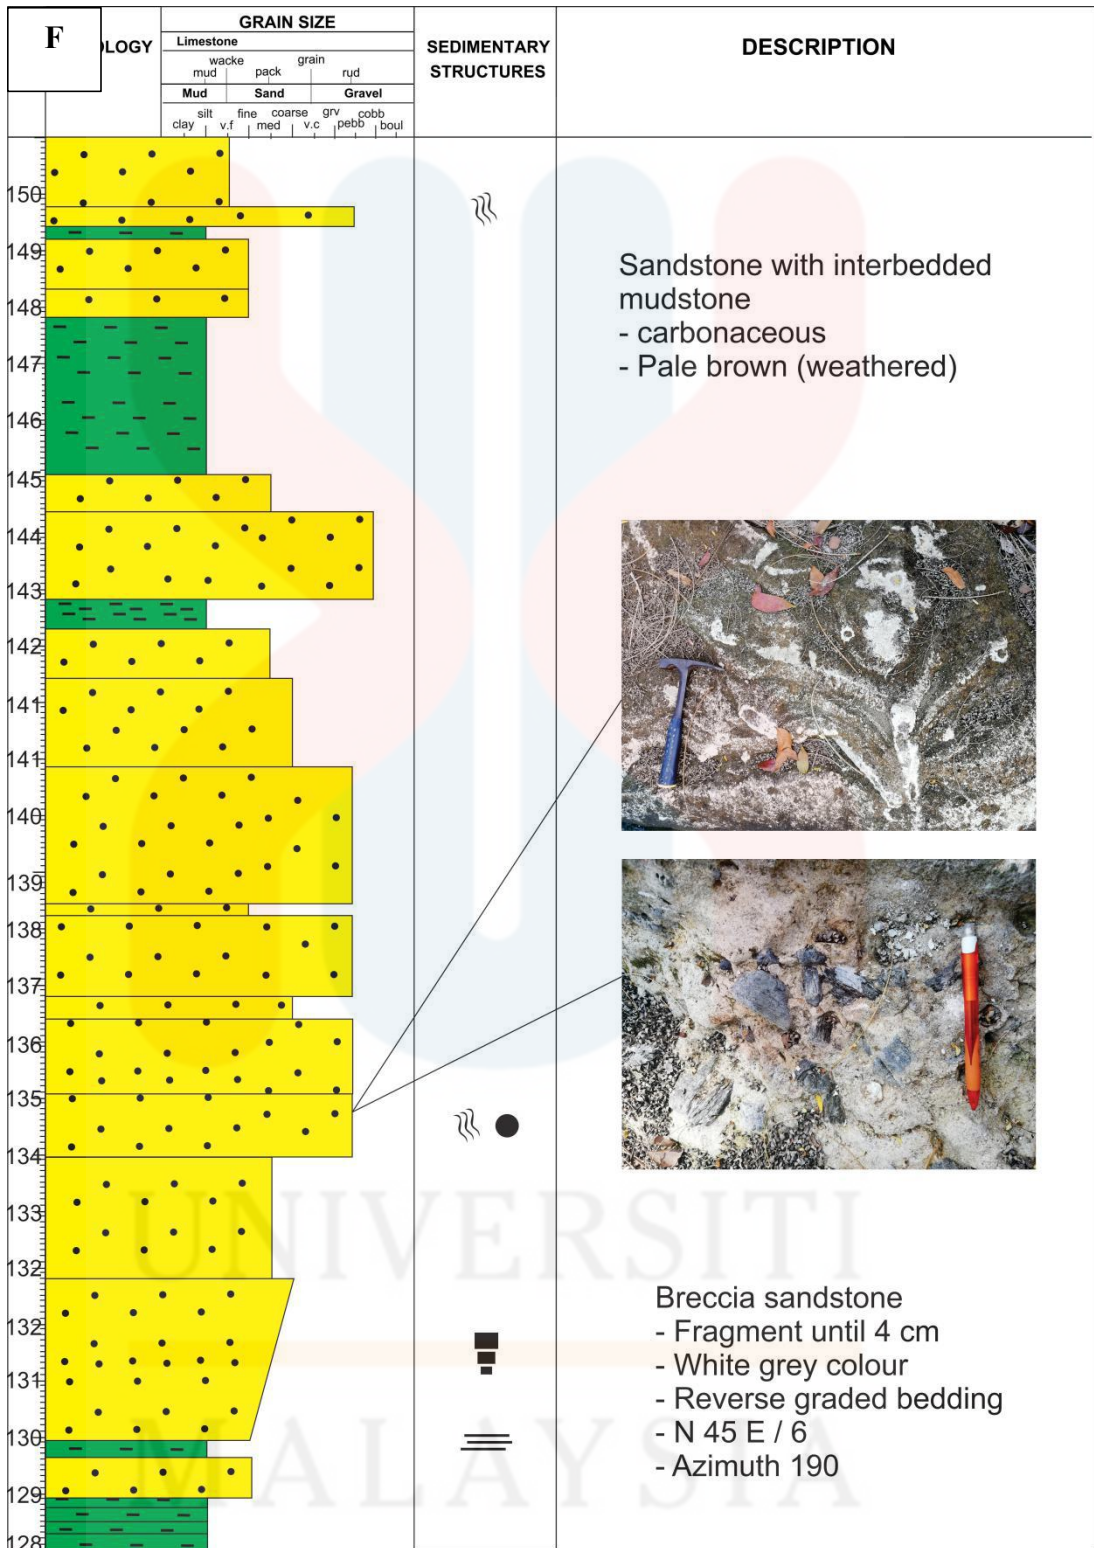 F
OLOGY
GRAIN SIZE
Limestone
wacke grain
mud pack rud
Mud Sand Gravel
silt fine coarse grv cobb
clay v.f med v.c pebb boul
SEDIMENTARY
STRUCTURES
DESCRIPTION
150
149
148
147
146
145
144
143
142
141
141
140
139
138
137
136
135
134
133
132
132
131
130
129
128
Sandstone with interbedded
mudstone
- carbonaceous
- Pale brown (weathered)
Breccia sandstone
- Fragment until 4 cm
- White grey colour
- Reverse graded bedding
- N 45 E / 6
- Azimuth 190
UNIVERSITI
MALAYSIA